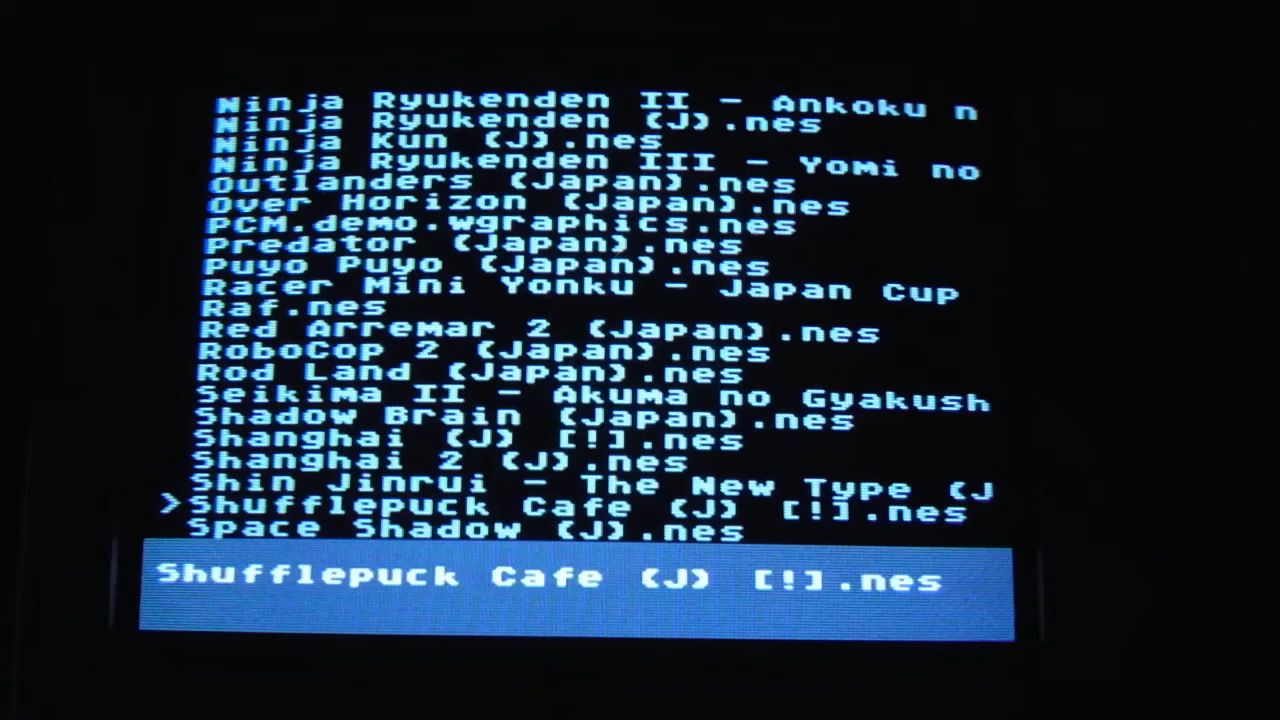 Ninja Ryukenden II - Ankoku n
Ninja Ryukenden (J).nes
Ninja Kun (J).nes
Ninja Ryukenden III - Yomi no
Outlanders (Japan).nes
Over Horizon (Japan).nes
PCM.demo.wgraphics.nes
Predator (Japan).nes
Puyo Puyo (Japan).nes
Racer Mini Yonku - Japan Cup
Raf.nes
Red Arremar 2 (Japan).nes
RoboCop 2 (Japan).nes
Rod Land (Japan).nes
Seikima II - Akuma no Gyakush
Shadow Brain (Japan).nes
Shanghai (J) [!].nes
Shanghai 2 (J).nes
Shin Jinrui - The New Type (J
>Shufflepuck Cafe (J) [!].nes
Space Shadow (J).nes
Shufflepuck Cafe (J) [!].nes